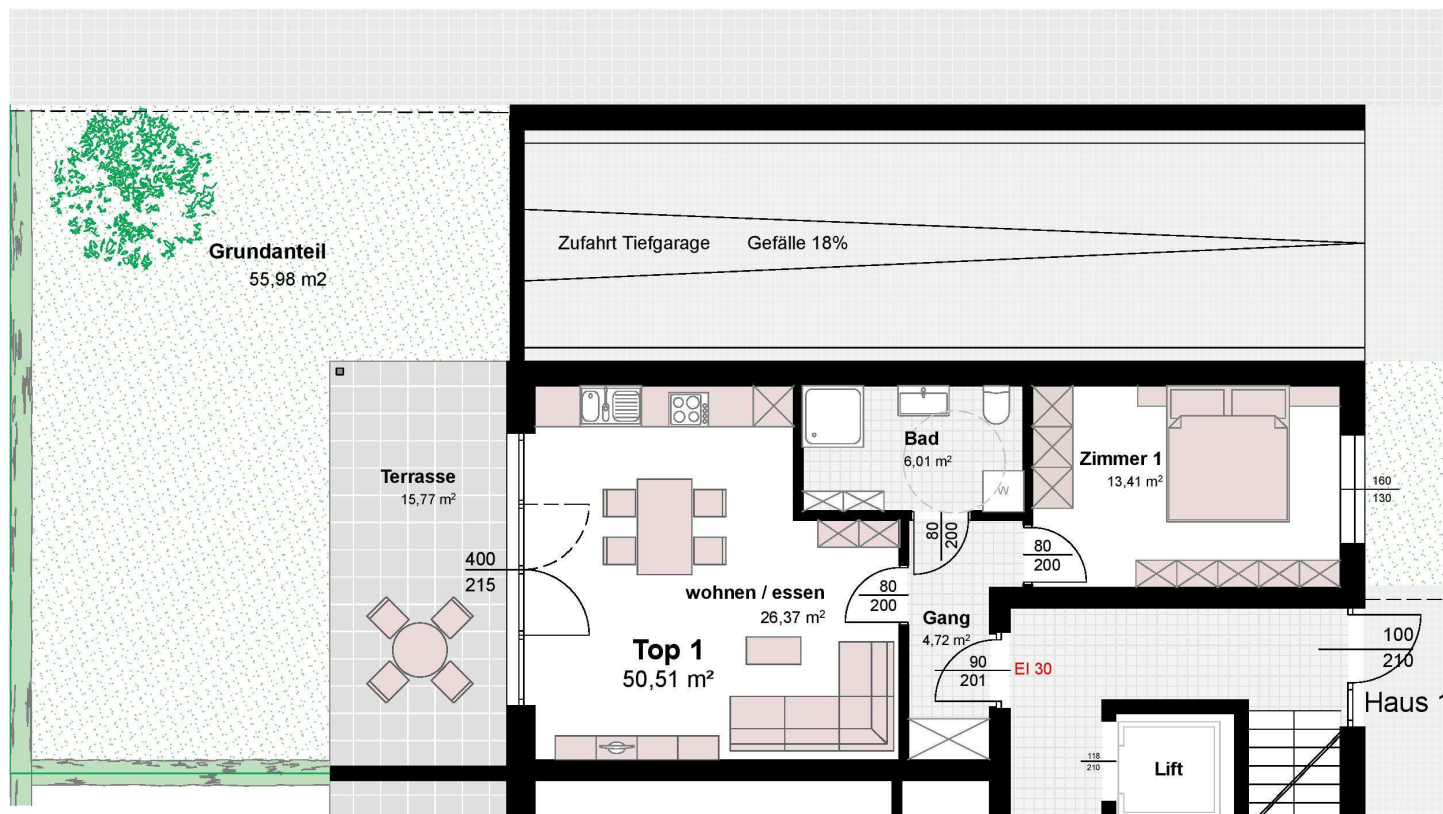 Zufahrt Tiefgarage Gefälle 18%
Grundanteil
55,98 m2
Terrasse
15,77 m²
400
215
Bad
6,01 m²
W
Zimmer 1
13,41 m²
160
130
80
200
80
200
wohnen / essen
26,37 m²
80
200
Top 1
50,51 m²
Gang
4,72 m²
90
201
EI 30
100
210
Haus 1
118
210
Lift